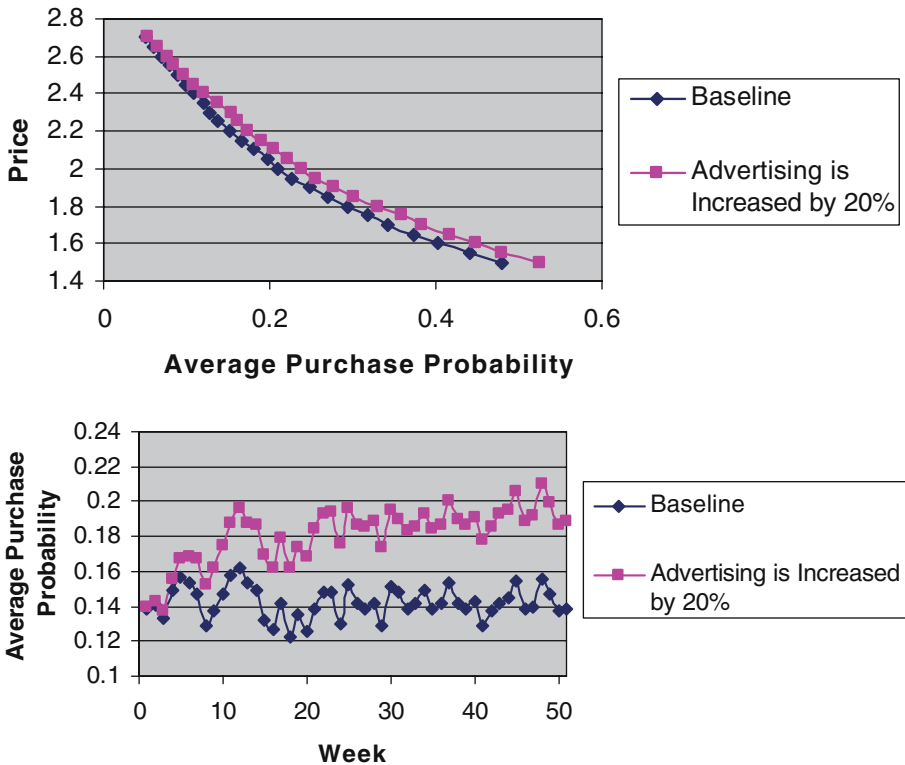 2.8
2.6
2.4
2.2
2
1.8
1.6
1.4
0 0.2 0.4 0.6
Price
Average Purchase Probability
Baseline
Advertising is
Increased by 20%
0.24
0.22
0.2
0.18
0.16
0.14
0.12
0.1
0 10 20 30 40 50
Average Purchase
Probability
Week
Baseline
Advertising is Increased
by 20%